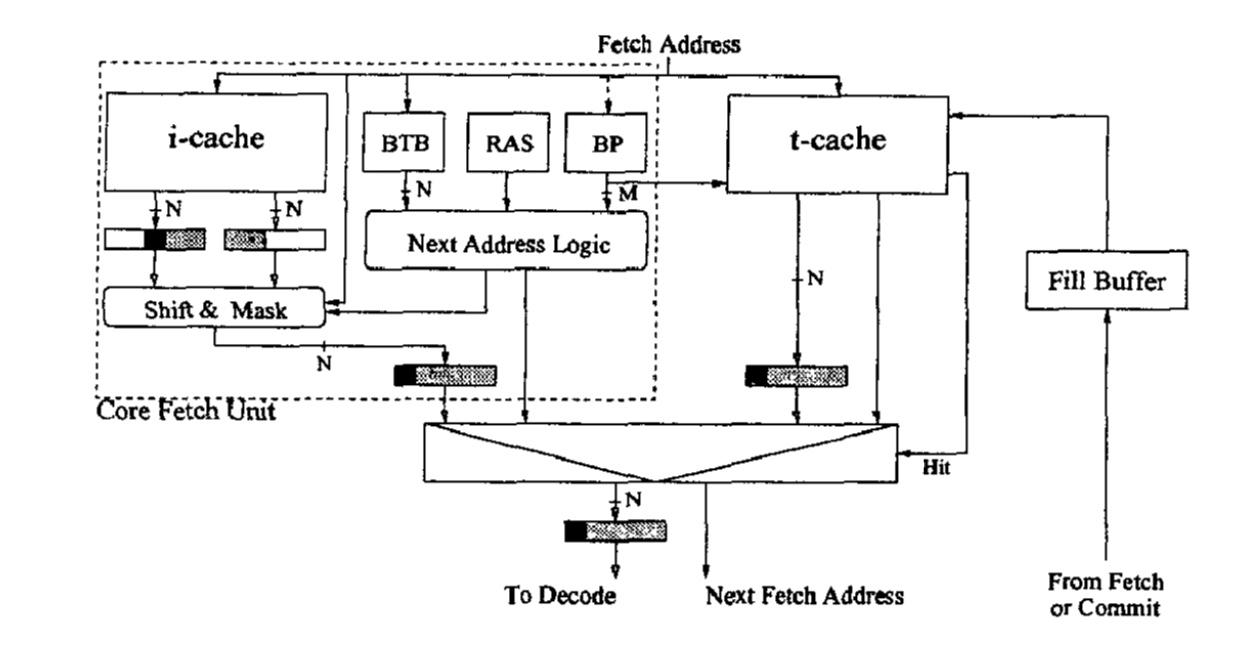 Fetch Address
i-cache
BTB
RAS
BP
t-cache
N
M
N
N
Next Address Logic
N
Fill Buffer
Shift & Mask
N
Core Fetch Unit
Hit
N
To Decode
Next Fetch Address
From Fetch
or Commit